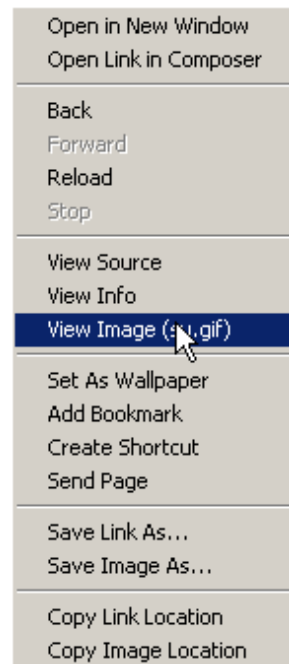 Open in New Window
Open Link in Composer
Back
Forward
Reload
Stop
View Source
View Info
View Image (su.gif)
Set As Wallpaper
Add Bookmark
Create Shortcut
Send Page
Save Link As...
Save Image As...
Copy Link Location
Copy Image Location